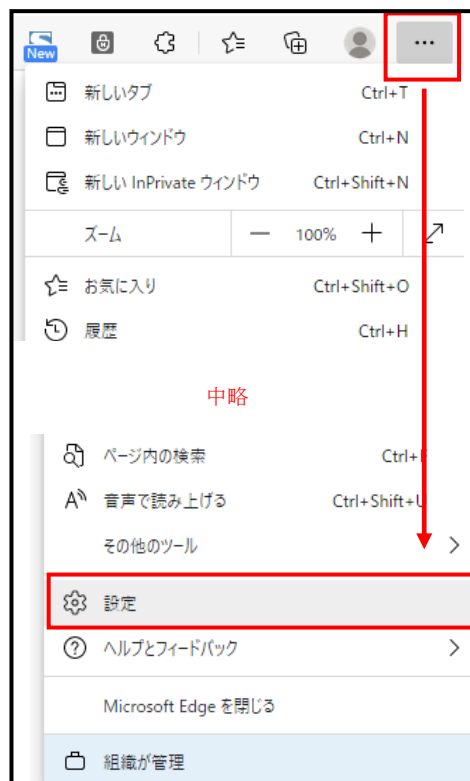 New
新しいタブ Ctrl+T
新しいウィンドウ Ctrl+N
新しい InPrivate ウィンドウ Ctrl+Shift+N
ズーム 100%
お気に入り Ctrl+Shift+O
履歴 Ctrl+H
中略
ページ内の検索 Ctrl+F
音声で読み上げる Ctrl+Shift+U
その他のツール
設定
ヘルプとフィードバック
Microsoft Edge を閉じる
組織が管理